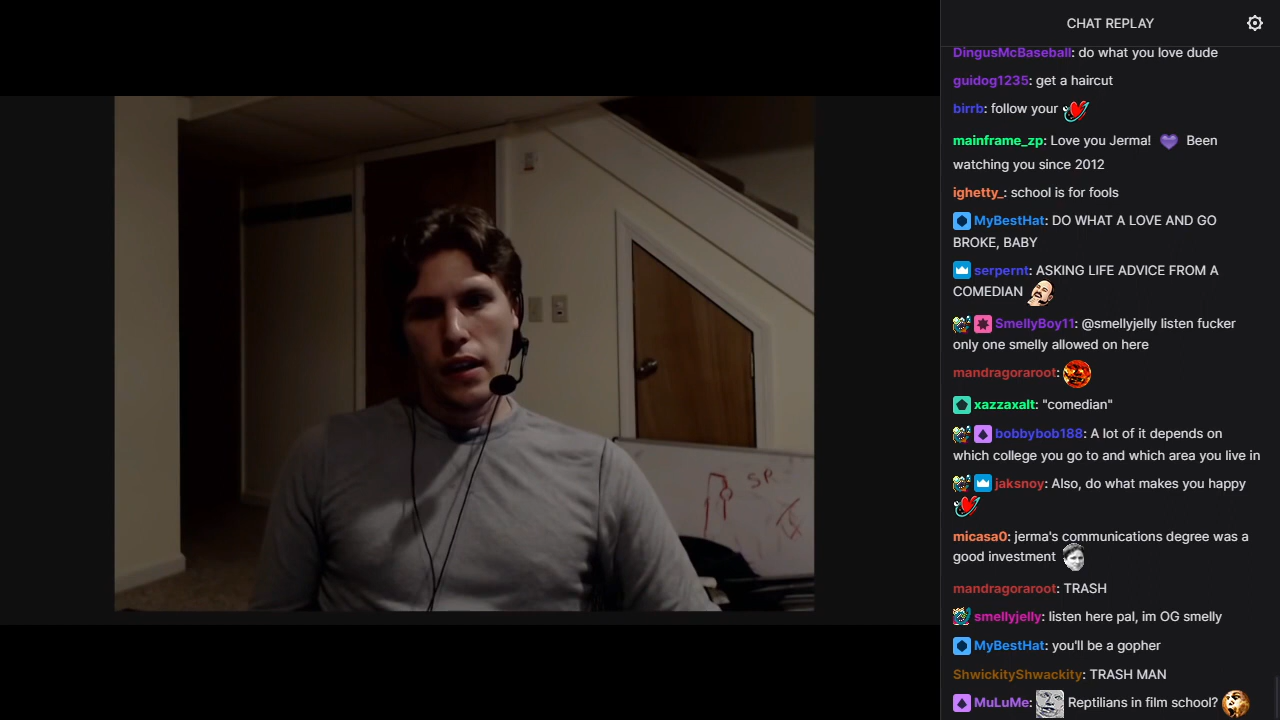 CHAT REPLAY
DingusMcBaseball: do what you love dude
guidog1235: get a haircut
birrb: follow your
mainframe_zp: Love you Jerma! Been
watching you since 2012
ighetty_: school is for fools
MyBestHat: DO WHAT A LOVE AND GO
BROKE, BABY
serpernt: ASKING LIFE ADVICE FROM A
COMEDIAN
SmellyBoy11: @smellyjelly listen fucker
only one smelly allowed on here
mandragoraroot:
xazzaxalt: "comedian"
bobbybob188: A lot of it depends on
which college you go to and which area you live in
jaksnoy: Also, do what makes you happy
micasa0: jerma's communications degree was a
good investment
mandragoraroot: TRASH
smellyjelly: listen here pal, im OG smelly
MyBestHat: you'll be a gopher
ShwickityShwackity: TRASH MAN
MuLuMe: Reptilians in film school?